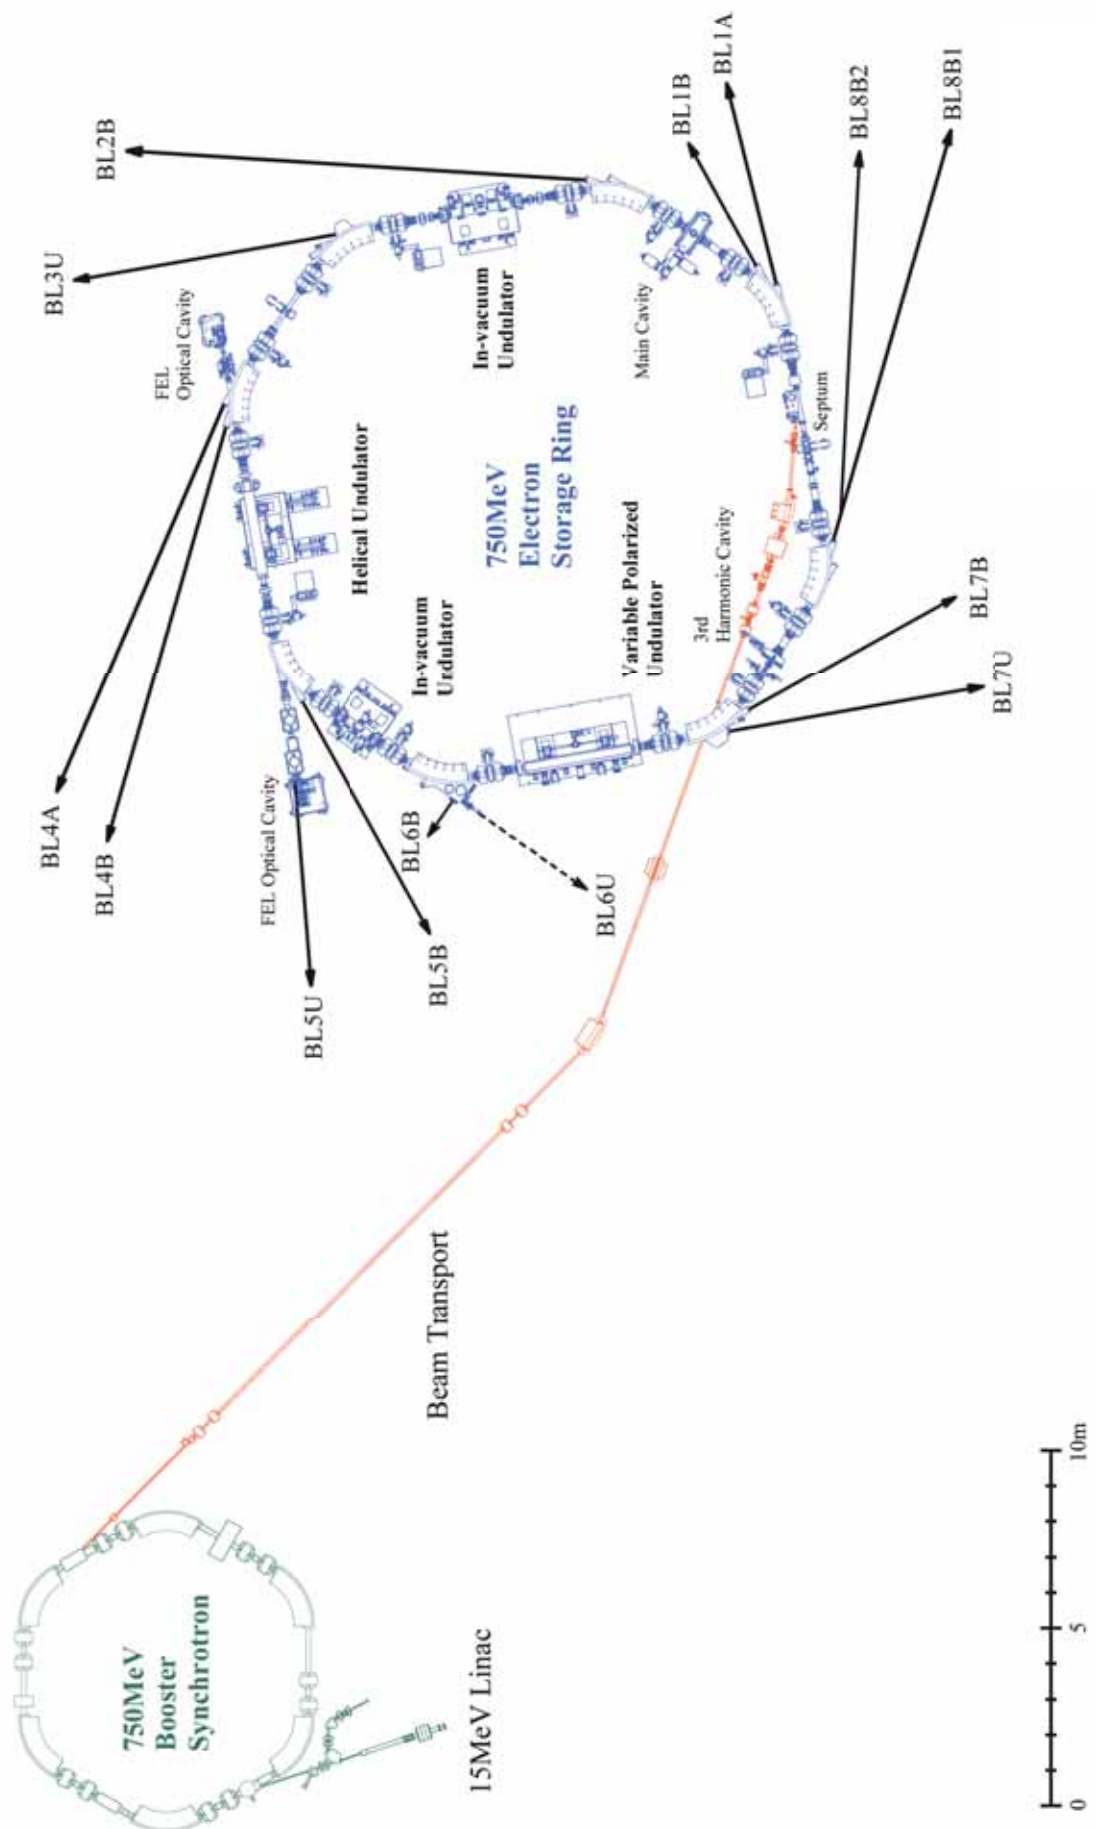 BL4A
BL3U
BL4B
BL2B
750MeV
Booster
Synchrotron
FEL
Optical Cavity
FEL Optical Cavity
BL5U
Helical Undulator
BL6B
In-vacuum
Undulator
BL5B
Beam Transport
15MeV Linac
In-vacuum
Undulator
750MeV
Electron
Storage Ring
BL6U
Variable Polarized
Undulator
Main Cavity
BL1B
3rd
Harmonic Cavity
BL1A
Septum
BL8B2
BL8B1
BL7B
BL7U
0 5 10m